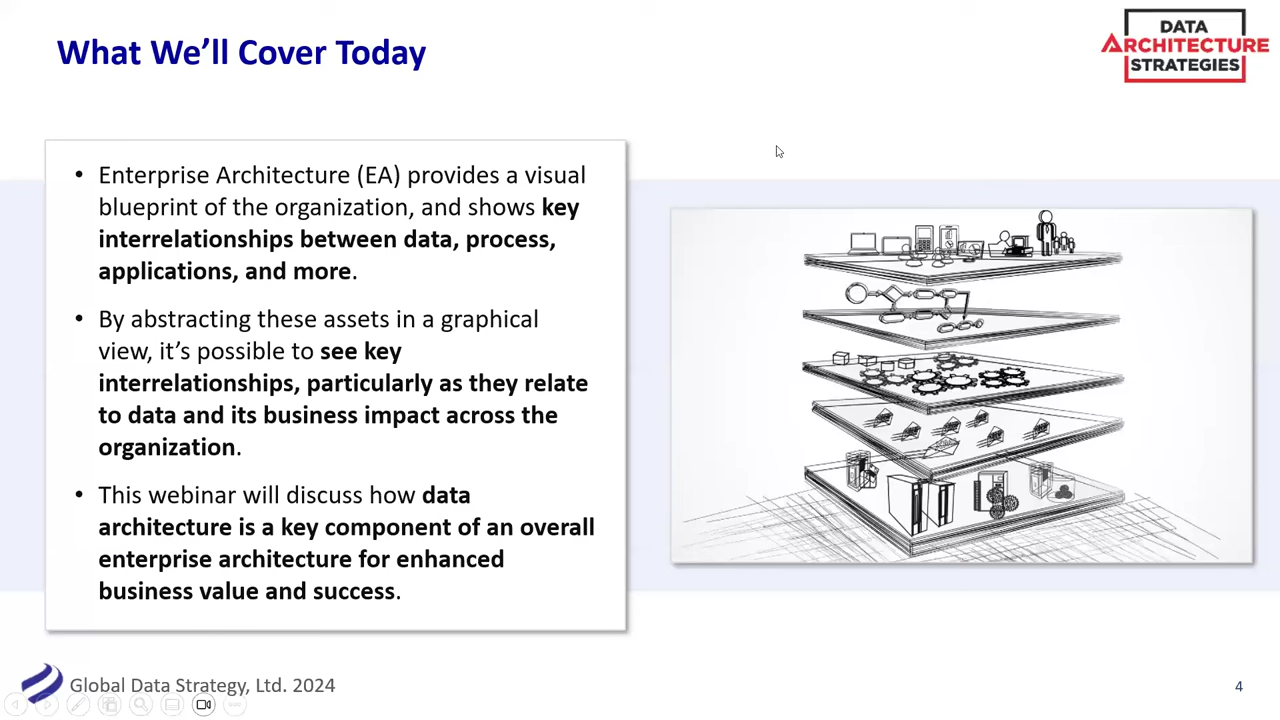 What We’ll Cover Today
DATA
ARCHITECTURE
STRATEGIES
• Enterprise Architecture (EA) provides a visual
blueprint of the organization, and shows key
interrelationships between data, process,
applications, and more.
• By abstracting these assets in a graphical
view, it’s possible to see key
interrelationships, particularly as they relate
to data and its business impact across the
organization.
• This webinar will discuss how data
architecture is a key component of an overall
enterprise architecture for enhanced
business value and success.
Global Data Strategy, Ltd. 2024
4